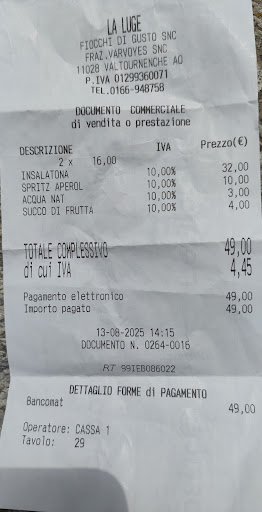 LA LUGE
FIOCCHI DI GUSTO SNC
FRAZ.VARVOYES SNC
11028 VALTOURNENCHE AO
P.IVA 01299360071
TEL.0166-948758
DOCUMENTO COMMERCIALE
di vendita o prestazione
DESCRIZIONE IVA Prezzo(€)
2 x 16,00
INSALATONA 10,00% 32,00
SPRITZ APEROL 10,00% 10,00
ACQUA NAT 10,00% 3,00
SUCCO DI FRUTTA 10,00% 4,00
TOTALE COMPLESSIVO 49,00
di cui IVA 4,45
Pagamento elettronico 49,00
Importo pagato 49,00
13-08-2025 14:15
DOCUMENTO N. 0264-0016
RT 99IEB086022
DETTAGLIO FORME di PAGAMENTO
Bancomat 49,00
Operatore: CASSA 1
Tavolo: 29